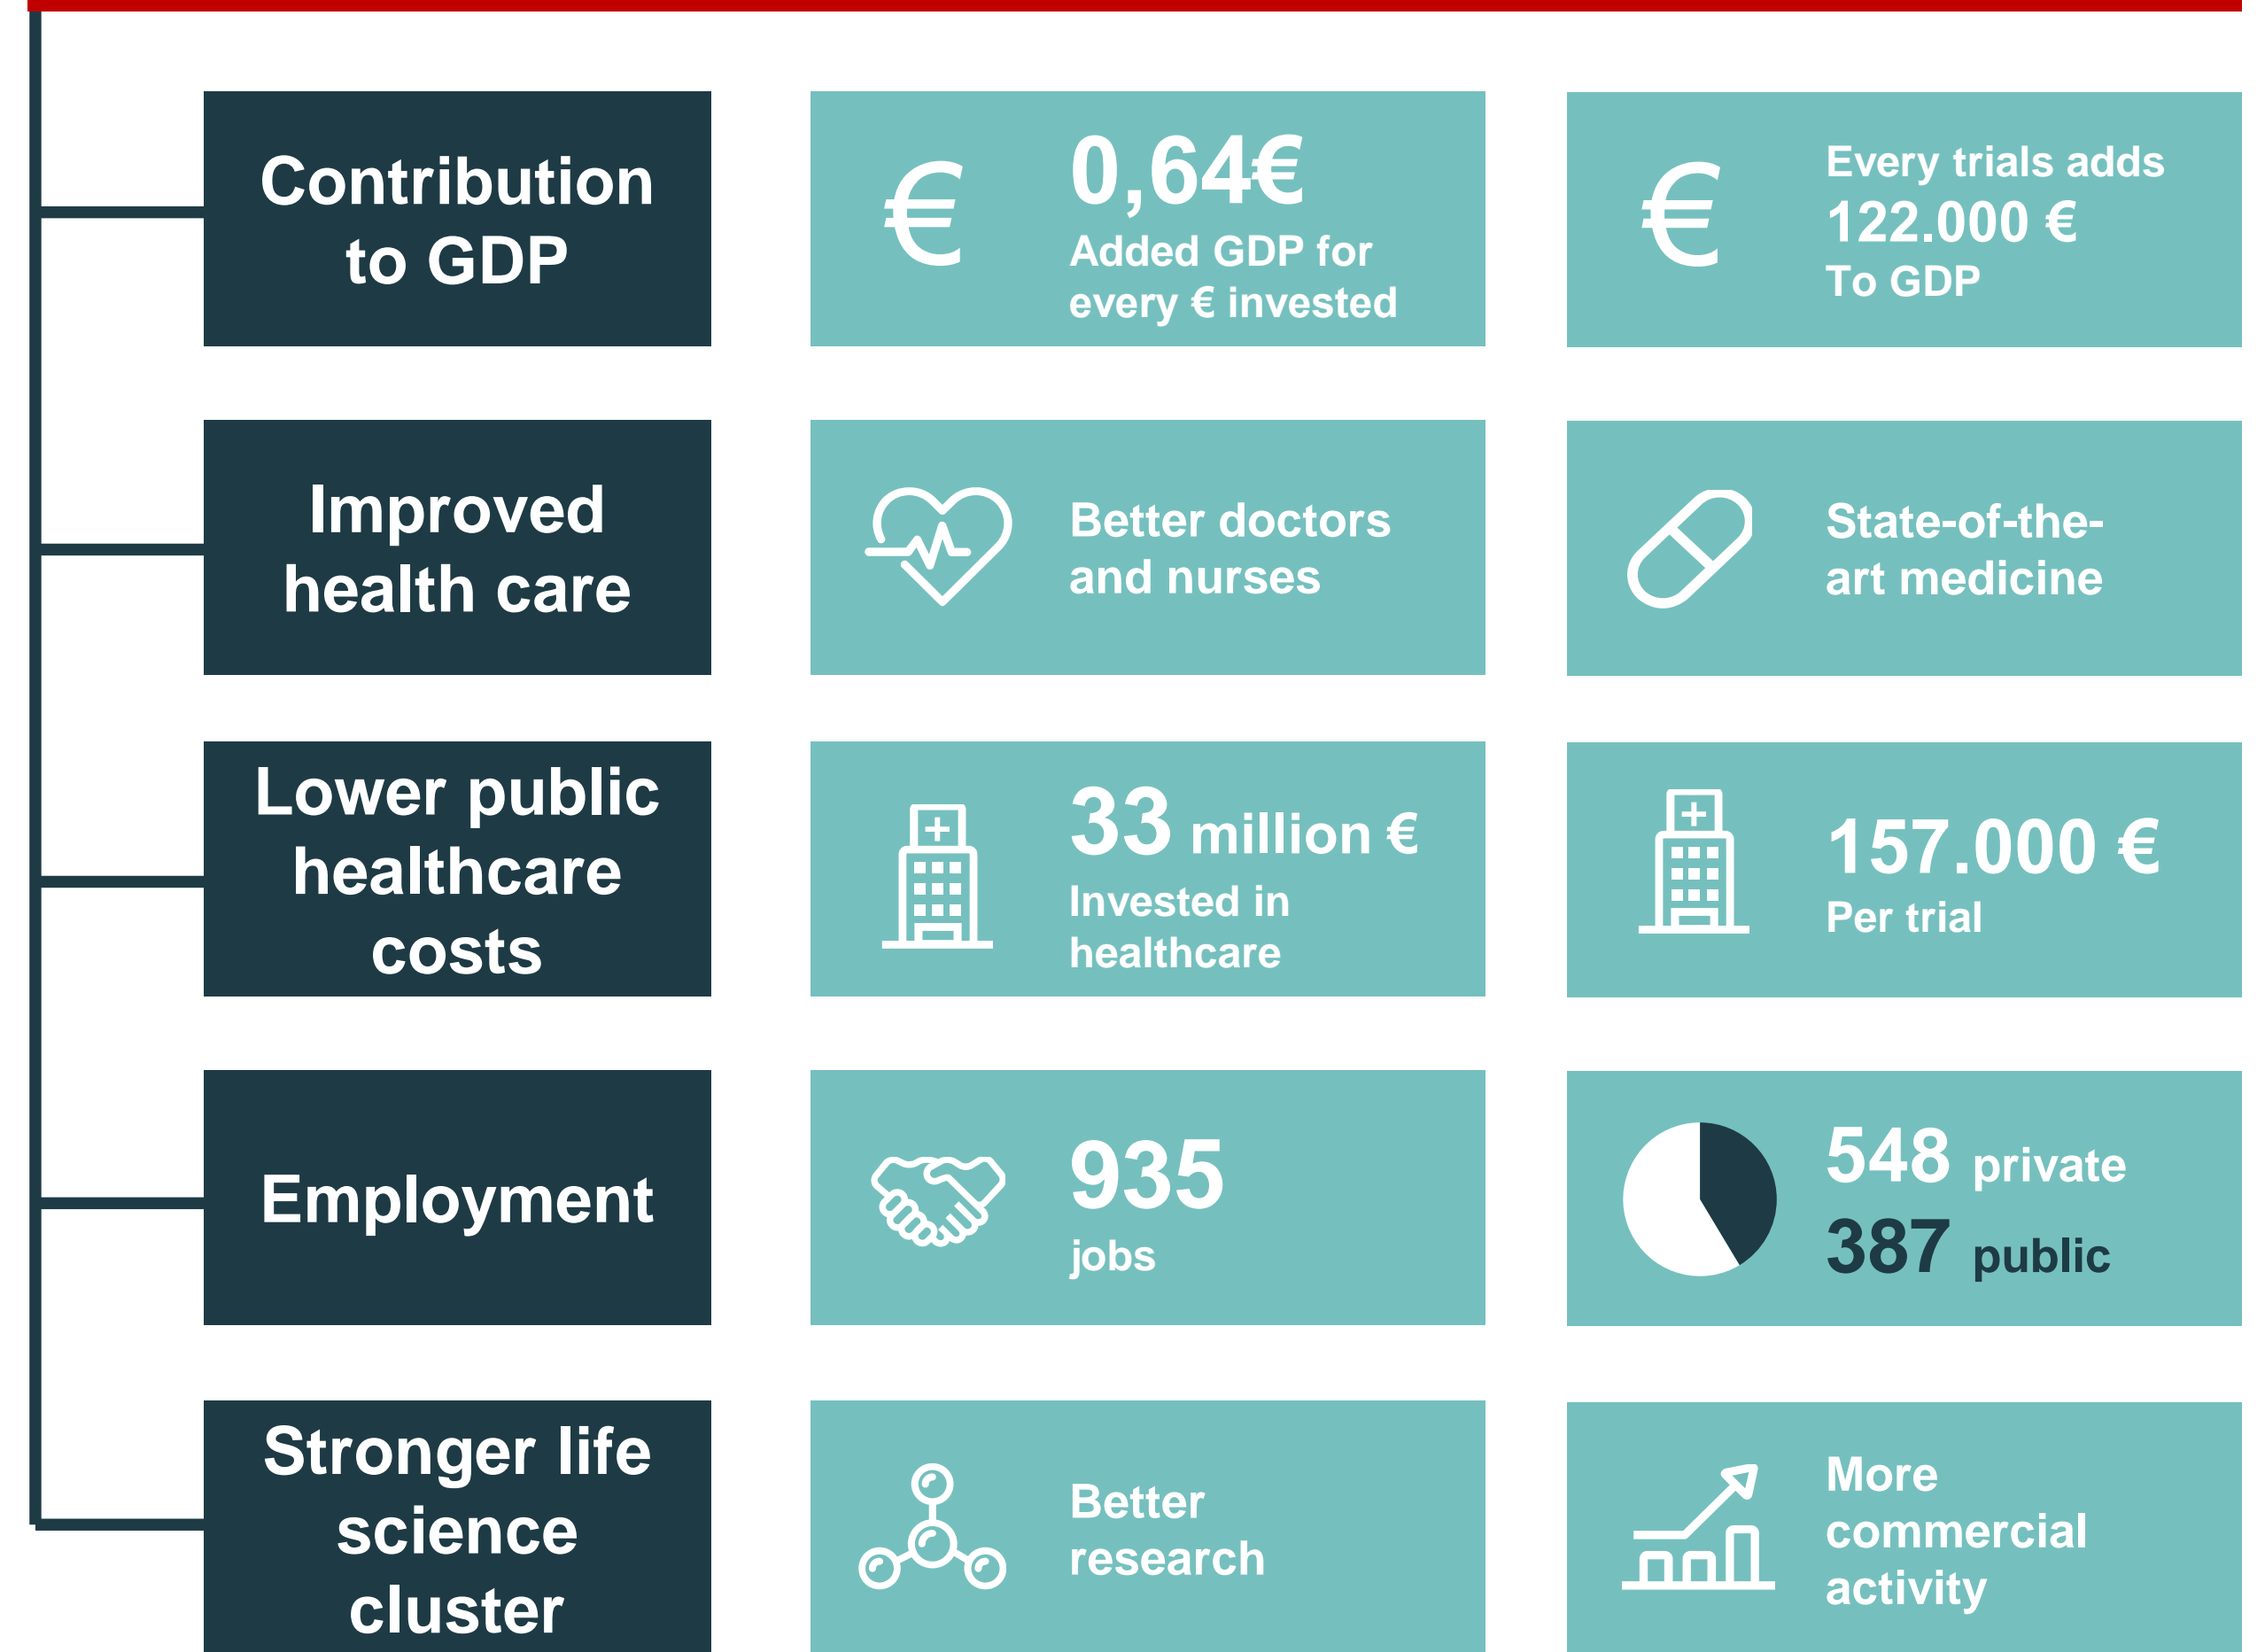 Contribution
to GDP
0,64€
Added GDP for
every € invested
Every trials adds
122.000 €
To GDP
Improved
health care
Better doctors
and nurses
State-of-the-
art medicine
Lower public
healthcare
costs
33 million €
Invested in
healthcare
157.000 €
Per trial
Employment
935
jobs
548 private
387 public
Stronger life
science
cluster
Better
research
More
commercial
activity